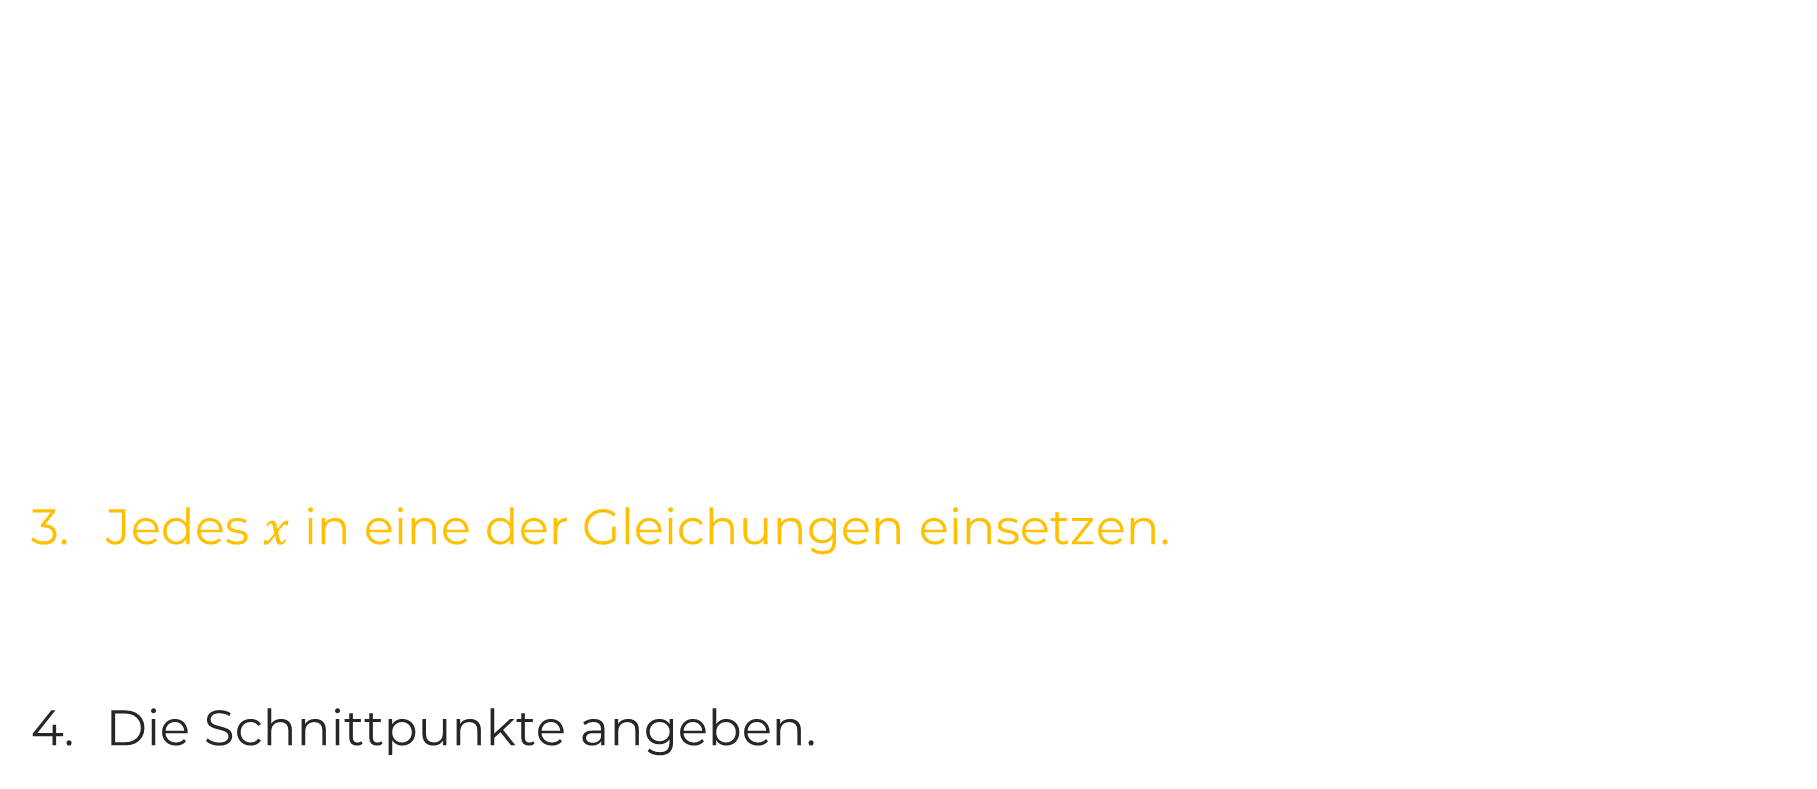 3. Jedes x in eine der Gleichungen einsetzen.
4. Die Schnittpunkte angeben.